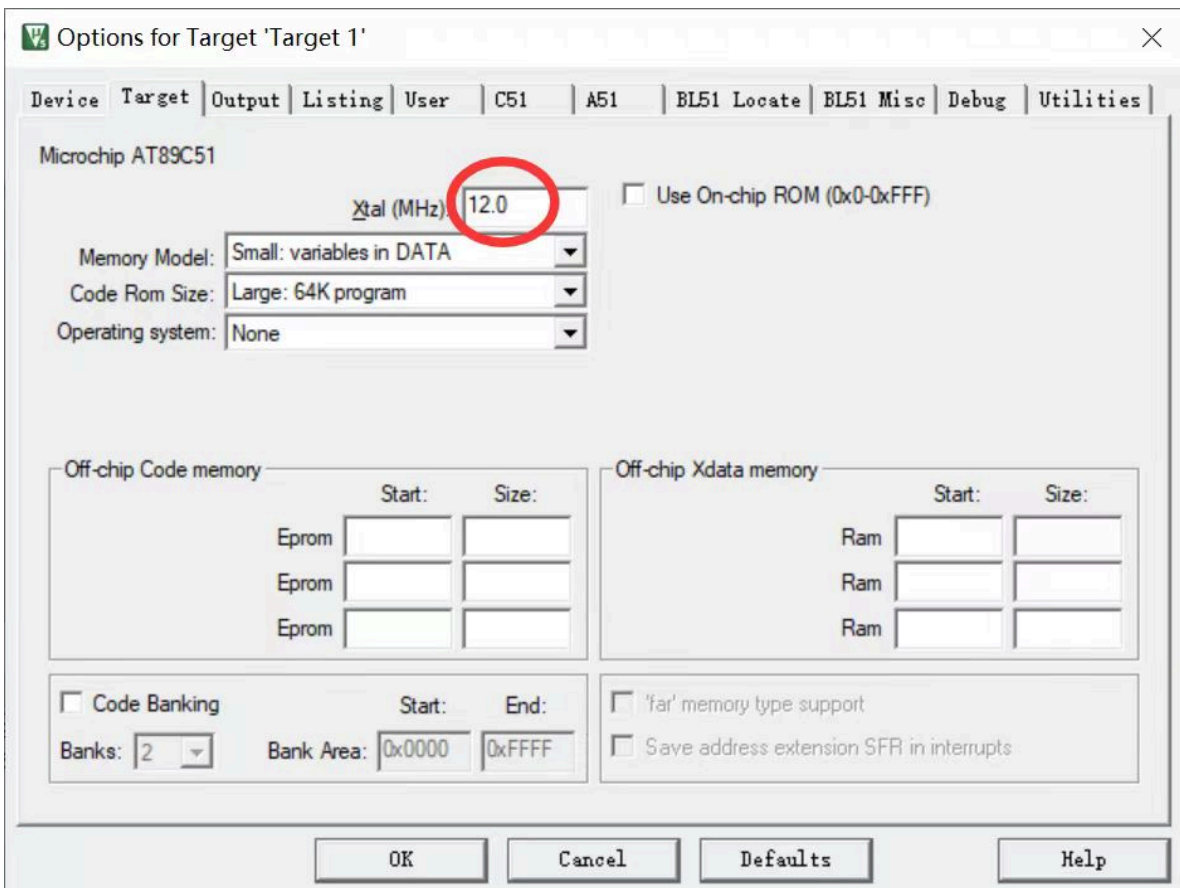 Options for Target 'Target 1'
Device Target Output Listing User C51 A51 BL51 Locate BL51 Misc Debug Utilities
Microchip AT89C51
Xtal (MHz): 12.0
Use On-chip ROM (0x0-0xFFF)
Memory Model: Small: variables in DATA
Code Rom Size: Large: 64K program
Operating system: None
Off-chip Code memory
Start: Size:
Eprom
Eprom
Eprom
Off-chip Xdata memory
Start: Size:
Ram
Ram
Ram
Code Banking Start: End:
Banks: 2 Bank Area: 0x0000 0xFFFF
'far' memory type support
Save address extension SFR in interrupts
OK Cancel Defaults Help